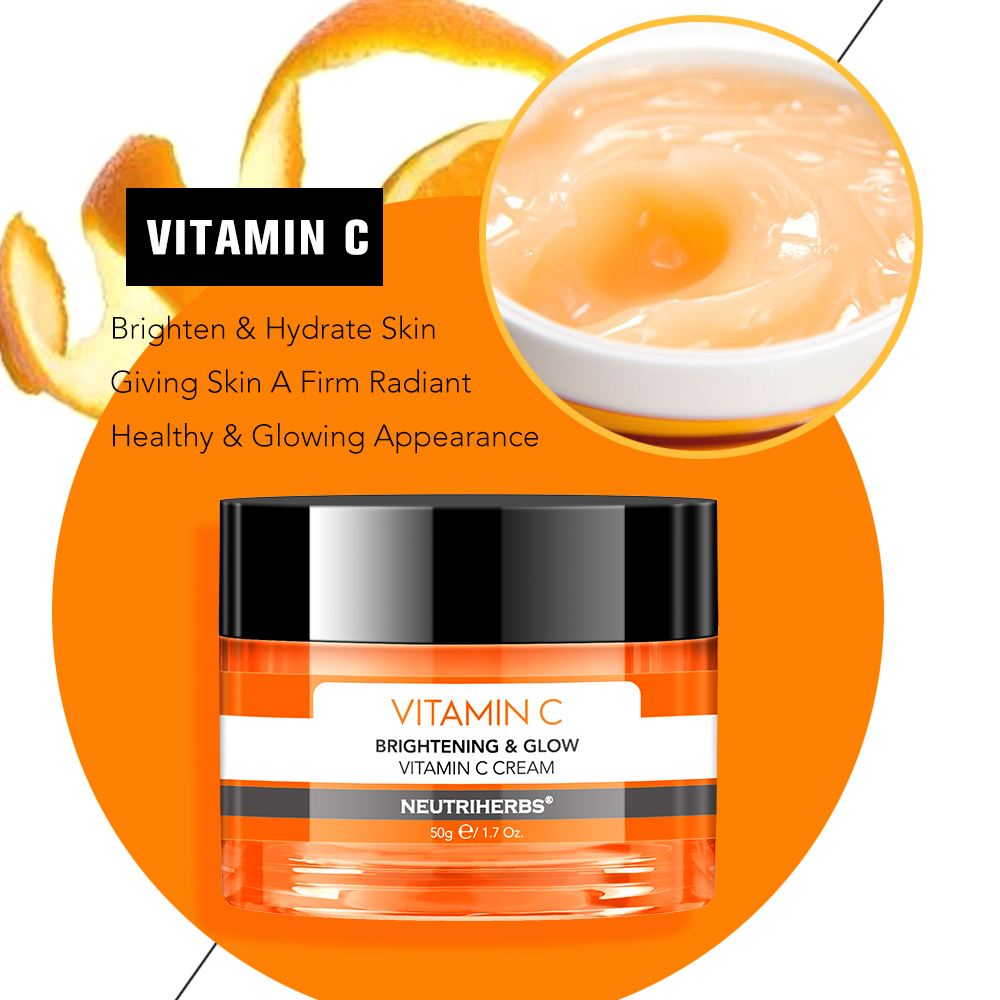 VITAMIN C
Brighten & Hydrate Skin
Giving Skin A Firm Radiant
Healthy & Glowing Appearance
VITAMIN C
BRIGHTENING & GLOW
VITAMIN C CREAM
NEUTRIHERBS®
50g ℮/ 1.7 Oz.